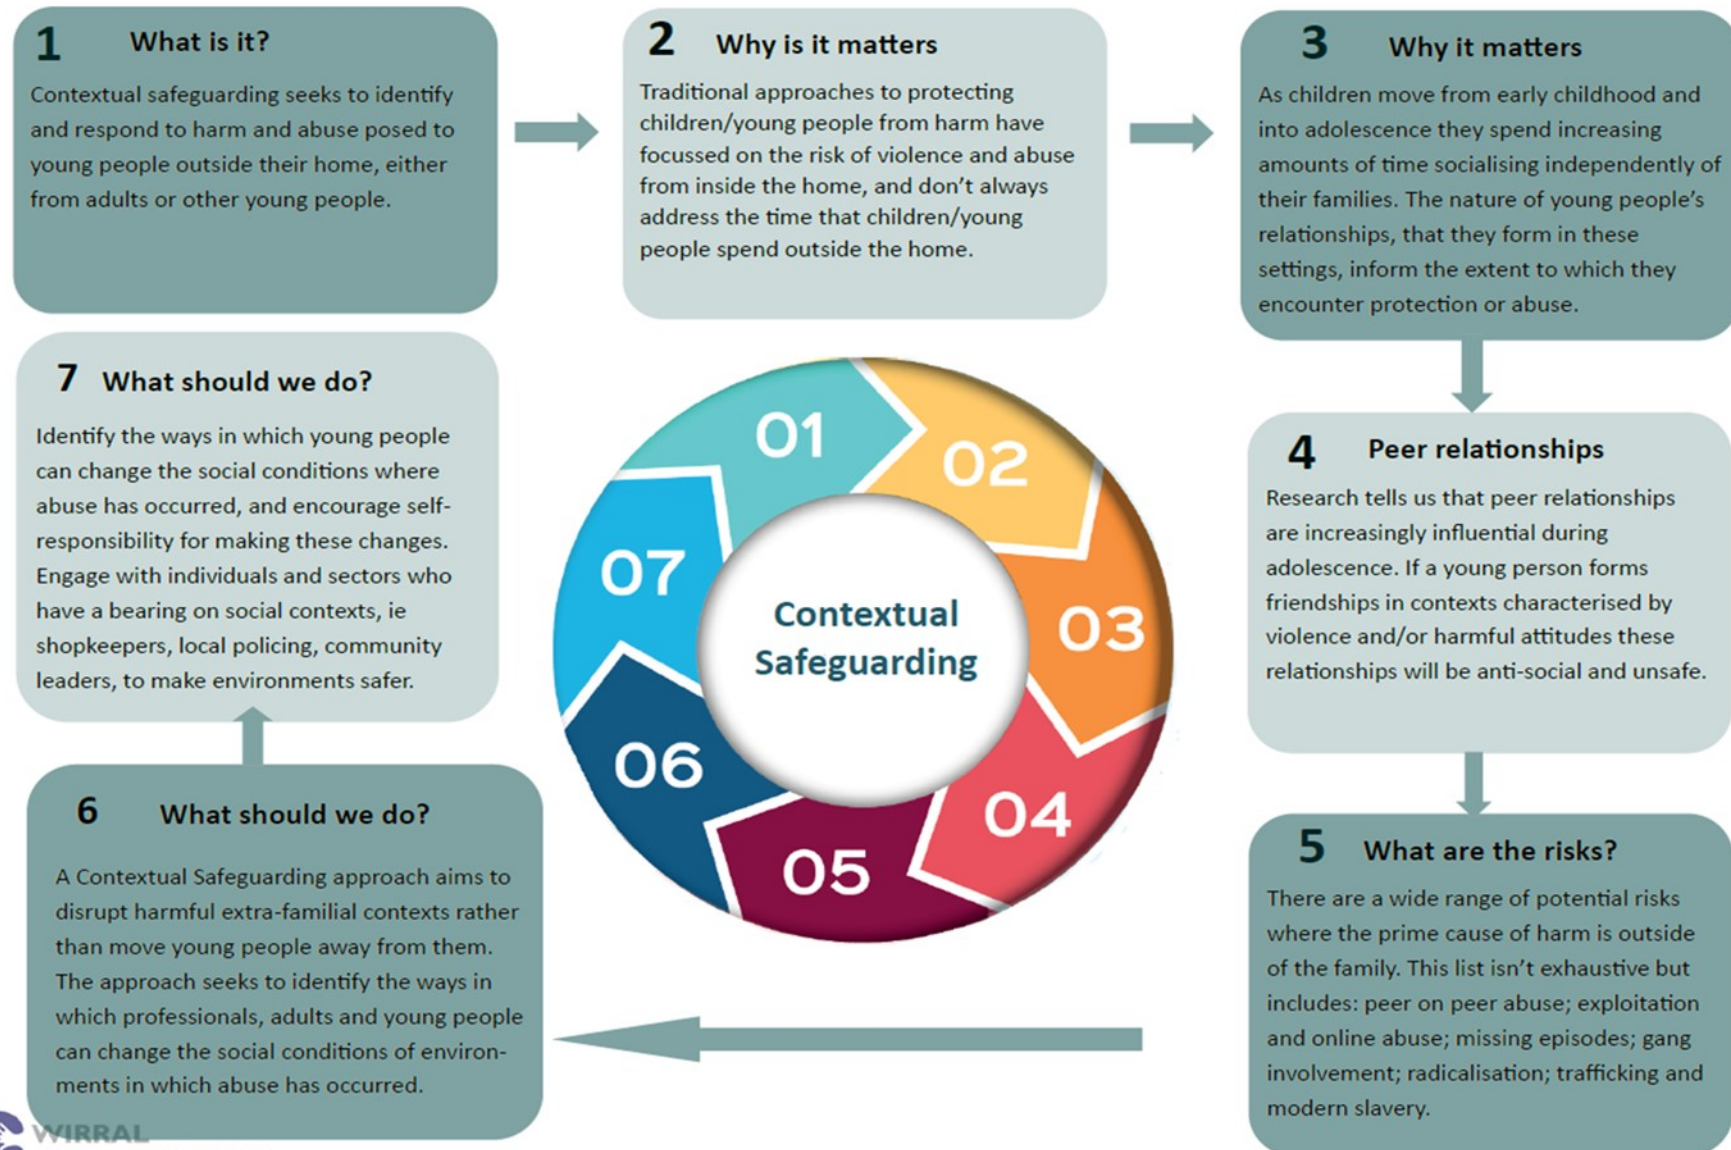 1 What is it?
Contextual safeguarding seeks to identify
and respond to harm and abuse posed to
young people outside their home, either
from adults or other young people.
2 Why is it matters
Traditional approaches to protecting
children/young people from harm have
focussed on the risk of violence and abuse
from inside the home, and don’t always
address the time that children/young
people spend outside the home.
3 Why it matters
As children move from early childhood and
into adolescence they spend increasing
amounts of time socialising independently of
their families. The nature of young people’s
relationships, that they form in these
settings, inform the extent to which they
encounter protection or abuse.
4 Peer relationships
Research tells us that peer relationships
are increasingly influential during
adolescence. If a young person forms
friendships in contexts characterised by
violence and/or harmful attitudes these
relationships will be anti-social and unsafe.
5 What are the risks?
There are a wide range of potential risks
where the prime cause of harm is outside
of the family. This list isn’t exhaustive but
includes: peer on peer abuse; exploitation
and online abuse; missing episodes; gang
involvement; radicalisation; trafficking and
modern slavery.
6 What should we do?
A Contextual Safeguarding approach aims to
disrupt harmful extra-familial contexts rather
than move young people away from them.
The approach seeks to identify the ways in
which professionals, adults and young people
can change the social conditions of environ-
ments in which abuse has occurred.
7 What should we do?
Identify the ways in which young people
can change the social conditions where
abuse has occurred, and encourage self-
responsibility for making these changes.
Engage with individuals and sectors who
have a bearing on social contexts, ie
shopkeepers, local policing, community
leaders, to make environments safer.
01
02
03
04
05
06
07
Contextual
Safeguarding
WIRRAL